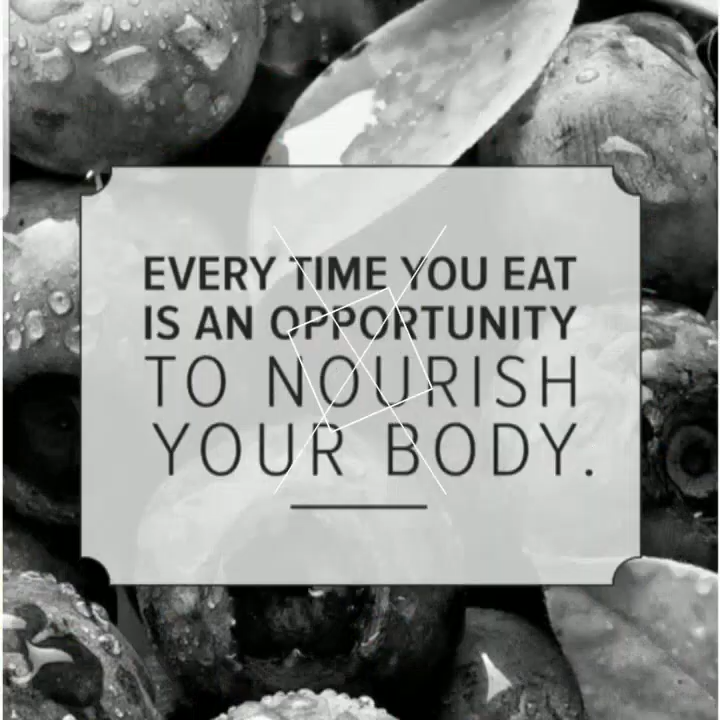 EVERY TIME YOU EAT
IS AN OPPORTUNITY
TO NOURISH
YOUR BODY.